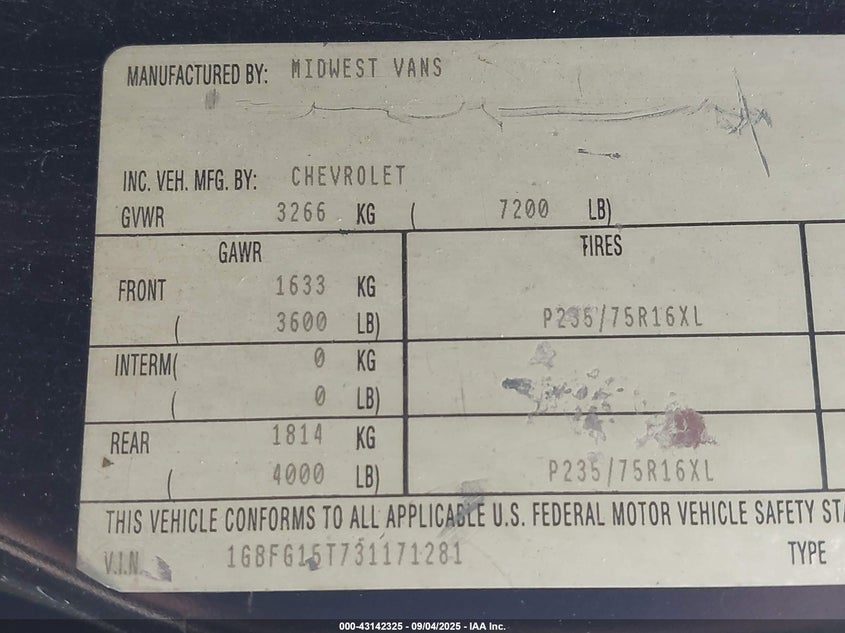 MANUFACTURED BY: MIDWEST VANS
INC. VEH. MFG. BY: CHEVROLET
GVWR 3266 KG ( 7200 LB)
GAWR TIRES
FRONT 1633 KG
( 3600 LB) P235/75R16XL
INTERM( 0 KG
( 0 LB)
REAR 1814 KG
( 4000 LB) P235/75R16XL
THIS VEHICLE CONFORMS TO ALL APPLICABLE U.S. FEDERAL MOTOR VEHICLE SAFETY STA
V.I.N. 1GBFG15T731171281 TYPE
000-43142325 - 09/04/2025 - IAA Inc.